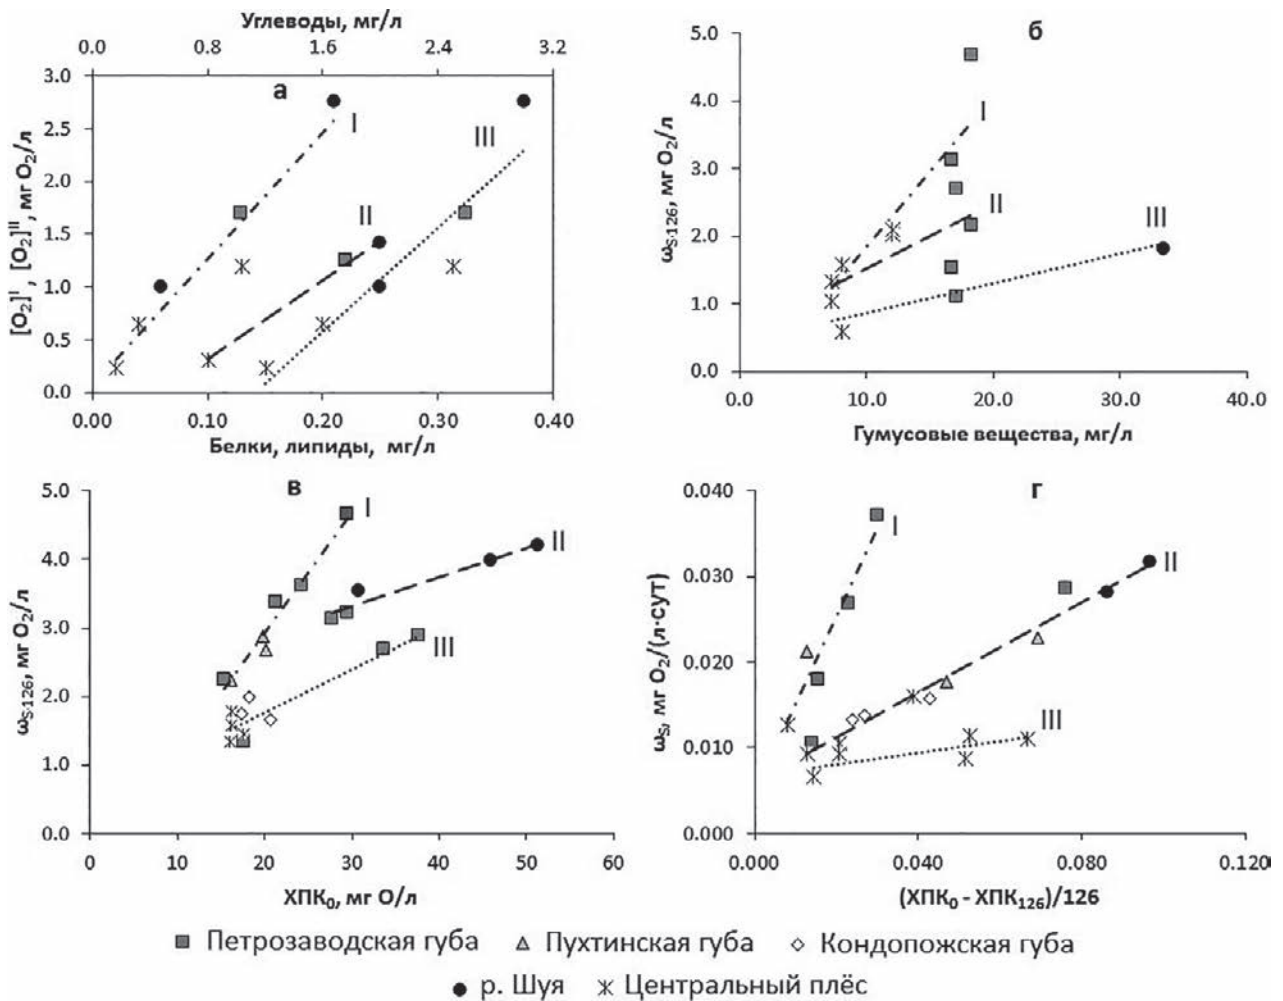 Углеводы, мг/л
0.0 0.8 1.6 2.4 3.2
а
3.0
2.5
2.0
1.5
1.0
0.5
0.0
[O₂]ᴵ, [O₂]ᴵᴵ, мг O₂/л
I
II
III
0.00 0.10 0.20 0.30 0.40
Белки, липиды, мг/л
б
5.0
4.0
3.0
2.0
1.0
0.0
ω_S-126, мг O₂/л
I
II
III
0.0 10.0 20.0 30.0 40.0
Гумусовые вещества, мг/л
в
5.0
4.0
3.0
2.0
1.0
0.0
ω_S-126, мг O₂/л
I
II
III
0 10 20 30 40 50 60
ХПК₀, мг О/л
г
0.040
0.030
0.020
0.010
0.000
ω_S, мг O₂/(л·сут)
I
II
III
0.000 0.040 0.080 0.120
(ХПК₀ - ХПК₁₂₆)/126
Петрозаводская губа Пухтинская губа Кондопожская губа
р. Шуя Центральный плёс